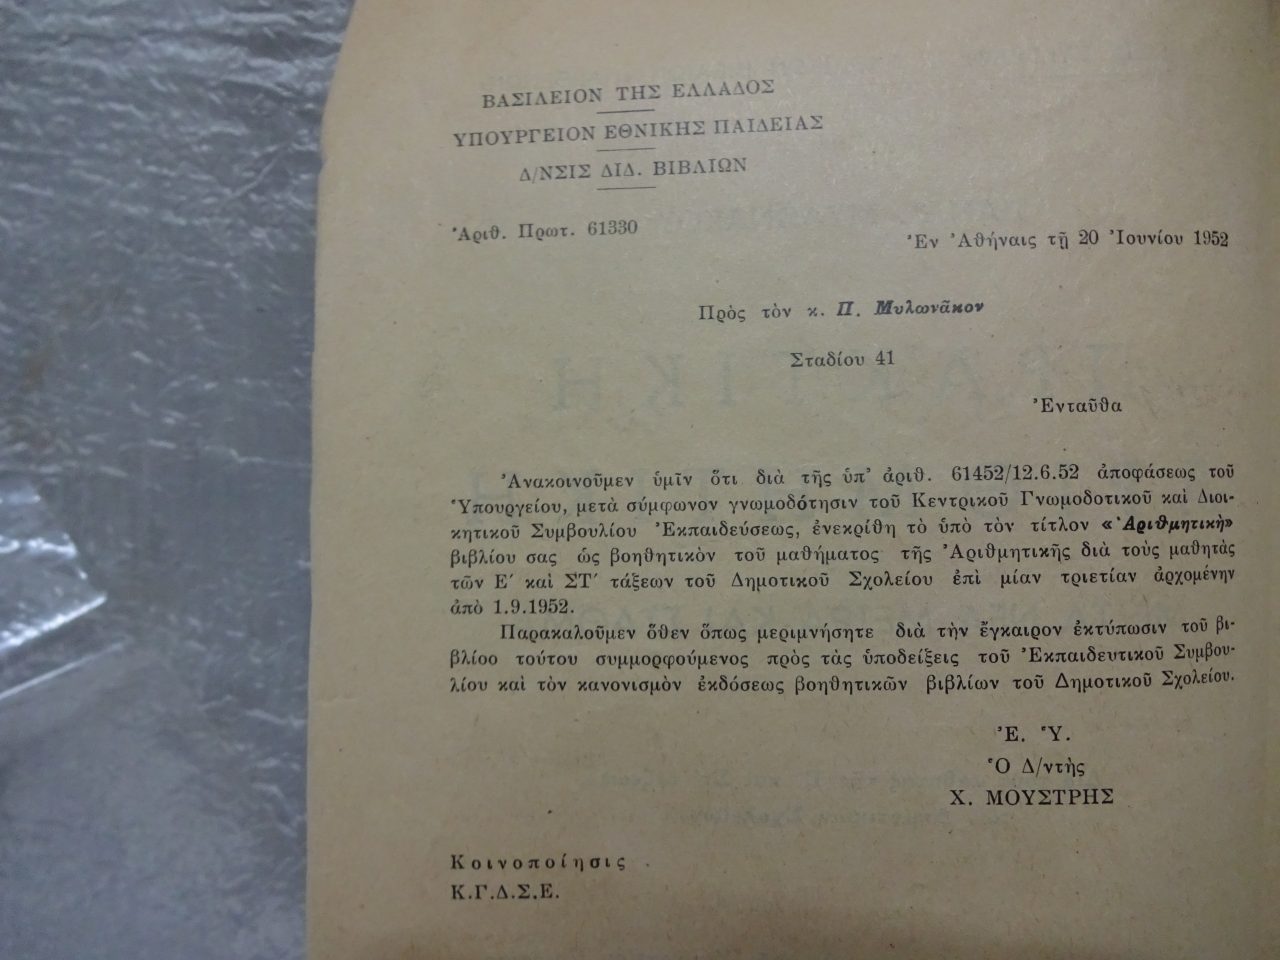 ΒΑΣΙΛΕΙΟΝ ΤΗΣ ΕΛΛΑΔΟΣ
ΥΠΟΥΡΓΕΙΟΝ ΕΘΝΙΚΗΣ ΠΑΙΔΕΙΑΣ
Δ/ΝΣΙΣ ΔΙΔ. ΒΙΒΛΙΩΝ
Ἀριθ. Πρωτ. 61330
Ἐν Ἀθήναις τῇ 20 Ἰουνίου 1952
Πρὸς τὸν κ. Π. Μυλωνᾶκον
Σταδίου 41
Ἐνταῦθα
Ἀνακοινοῦμεν ὑμῖν ὅτι διὰ τῆς ὑπ' ἀριθ. 61452/12.6.52 ἀποφάσεως τοῦ
Ὑπουργείου, μετὰ σύμφωνον γνωμοδότησιν τοῦ Κεντρικοῦ Γνωμοδοτικοῦ καὶ Διοι-
κητικοῦ Συμβουλίου Ἐκπαιδεύσεως, ἐνεκρίθη τὸ ὑπὸ τὸν τίτλον «Ἀριθμητικὴ»
βιβλίου σας ὡς βοηθητικὸν τοῦ μαθήματος τῆς Ἀριθμητικῆς διὰ τοὺς μαθητὰς
τῶν Ε΄ καὶ ΣΤ΄ τάξεων τοῦ Δημοτικοῦ Σχολείου ἐπὶ μίαν τριετίαν ἀρχομένην
ἀπὸ 1.9.1952.
Παρακαλοῦμεν ὅθεν ὅπως μεριμνήσητε διὰ τὴν ἔγκαιρον ἐκτύπωσιν τοῦ βι-
βλίοο τούτου συμμορφούμενος πρὸς τὰς ὑποδείξεις τοῦ Ἐκπαιδευτικοῦ Συμβου-
λίου καὶ τὸν κανονισμὸν ἐκδόσεως βοηθητικῶν βιβλίων τοῦ Δημοτικοῦ Σχολείου.
Ἐ. Ὑ.
Ὁ Δ/ντὴς
Χ. ΜΟΥΣΤΡΗΣ
Κοινοποίησις
Κ.Γ.Δ.Σ.Ε.